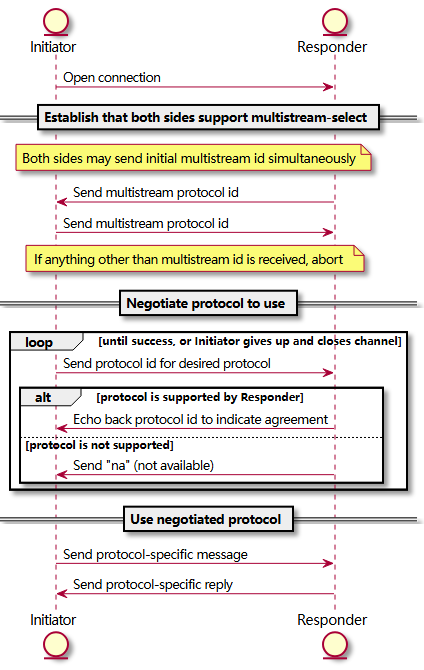 Initiator
Responder
Open connection
Establish that both sides support multistream-select
Both sides may send initial multistream id simultaneously
Send multistream protocol id
Send multistream protocol id
If anything other than multistream id is received, abort
Negotiate protocol to use
loop [until success, or Initiator gives up and closes channel]
Send protocol id for desired protocol
alt [protocol is supported by Responder]
Echo back protocol id to indicate agreement
[protocol is not supported]
Send "na" (not available)
Use negotiated protocol
Send protocol-specific message
Send protocol-specific reply
Initiator
Responder